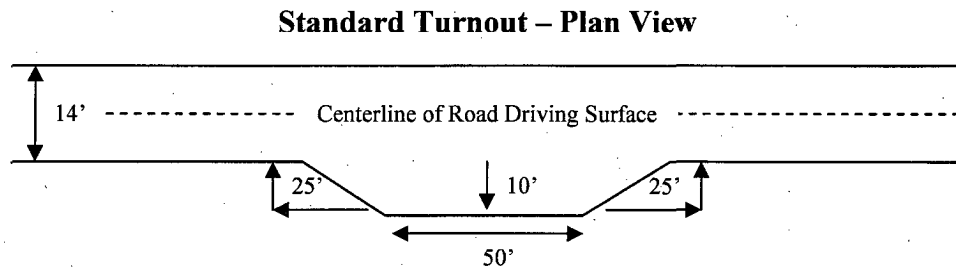 Standard Turnout – Plan View
14’
Centerline of Road Driving Surface
25’
10’
25’
50’